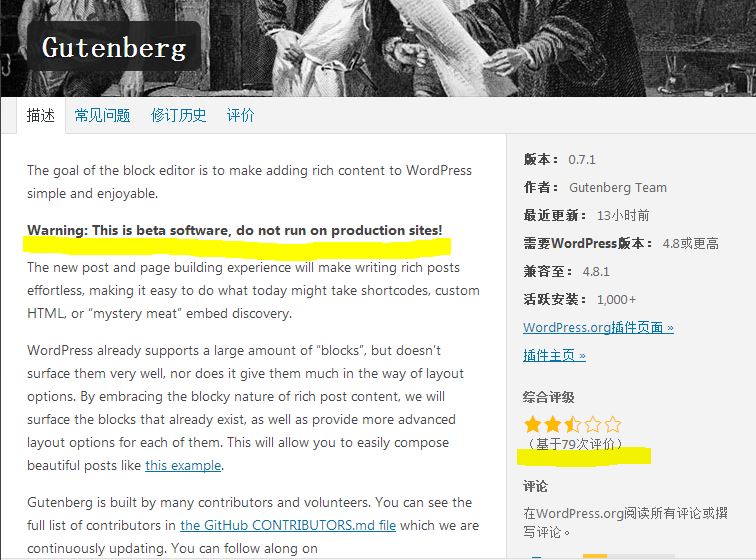 Gutenberg
描述 常见问题 修订历史 评价
The goal of the block editor is to make adding rich content to WordPress
simple and enjoyable.
Warning: This is beta software, do not run on production sites!
The new post and page building experience will make writing rich posts
effortless, making it easy to do what today might take shortcodes, custom
HTML, or “mystery meat” embed discovery.
WordPress already supports a large amount of “blocks”, but doesn’t
surface them very well, nor does it give them much in the way of layout
options. By embracing the blocky nature of rich post content, we will
surface the blocks that already exist, as well as provide more advanced
layout options for each of them. This will allow you to easily compose
beautiful posts like this example.
Gutenberg is built by many contributors and volunteers. You can see the
full list of contributors in the GitHub CONTRIBUTORS.md file which we are
continuously updating. You can follow along on
版本： 0.7.1
作者： Gutenberg Team
最近更新： 13小时前
需要WordPress版本： 4.8或更高
兼容至： 4.8.1
活跃安装： 1,000+
WordPress.org插件页面 »
插件主页 »
综合评级
（基于79次评价）
评论
在WordPress.org阅读所有评论或撰
写评论。